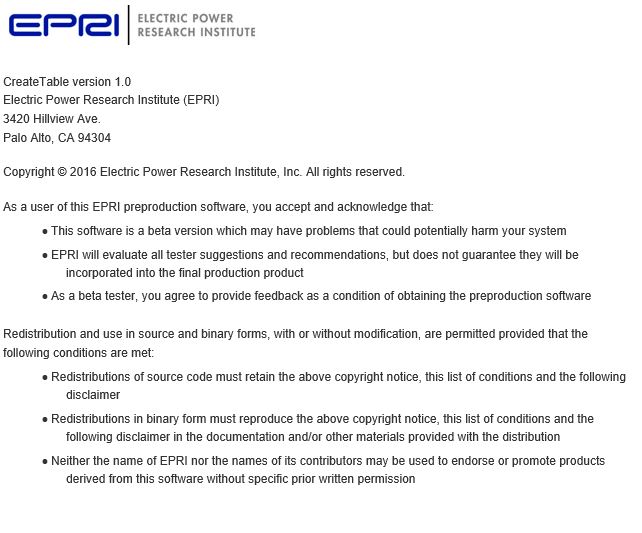 EPRI
ELECTRIC POWER
RESEARCH INSTITUTE
CreateTable version 1.0
Electric Power Research Institute (EPRI)
3420 Hillview Ave.
Palo Alto, CA 94304
Copyright © 2016 Electric Power Research Institute, Inc. All rights reserved.
As a user of this EPRI preproduction software, you accept and acknowledge that:
● This software is a beta version which may have problems that could potentially harm your system
● EPRI will evaluate all tester suggestions and recommendations, but does not guarantee they will be
incorporated into the final production product
● As a beta tester, you agree to provide feedback as a condition of obtaining the preproduction software
Redistribution and use in source and binary forms, with or without modification, are permitted provided that the
following conditions are met:
● Redistributions of source code must retain the above copyright notice, this list of conditions and the following
disclaimer
● Redistributions in binary form must reproduce the above copyright notice, this list of conditions and the
following disclaimer in the documentation and/or other materials provided with the distribution
● Neither the name of EPRI nor the names of its contributors may be used to endorse or promote products
derived from this software without specific prior written permission